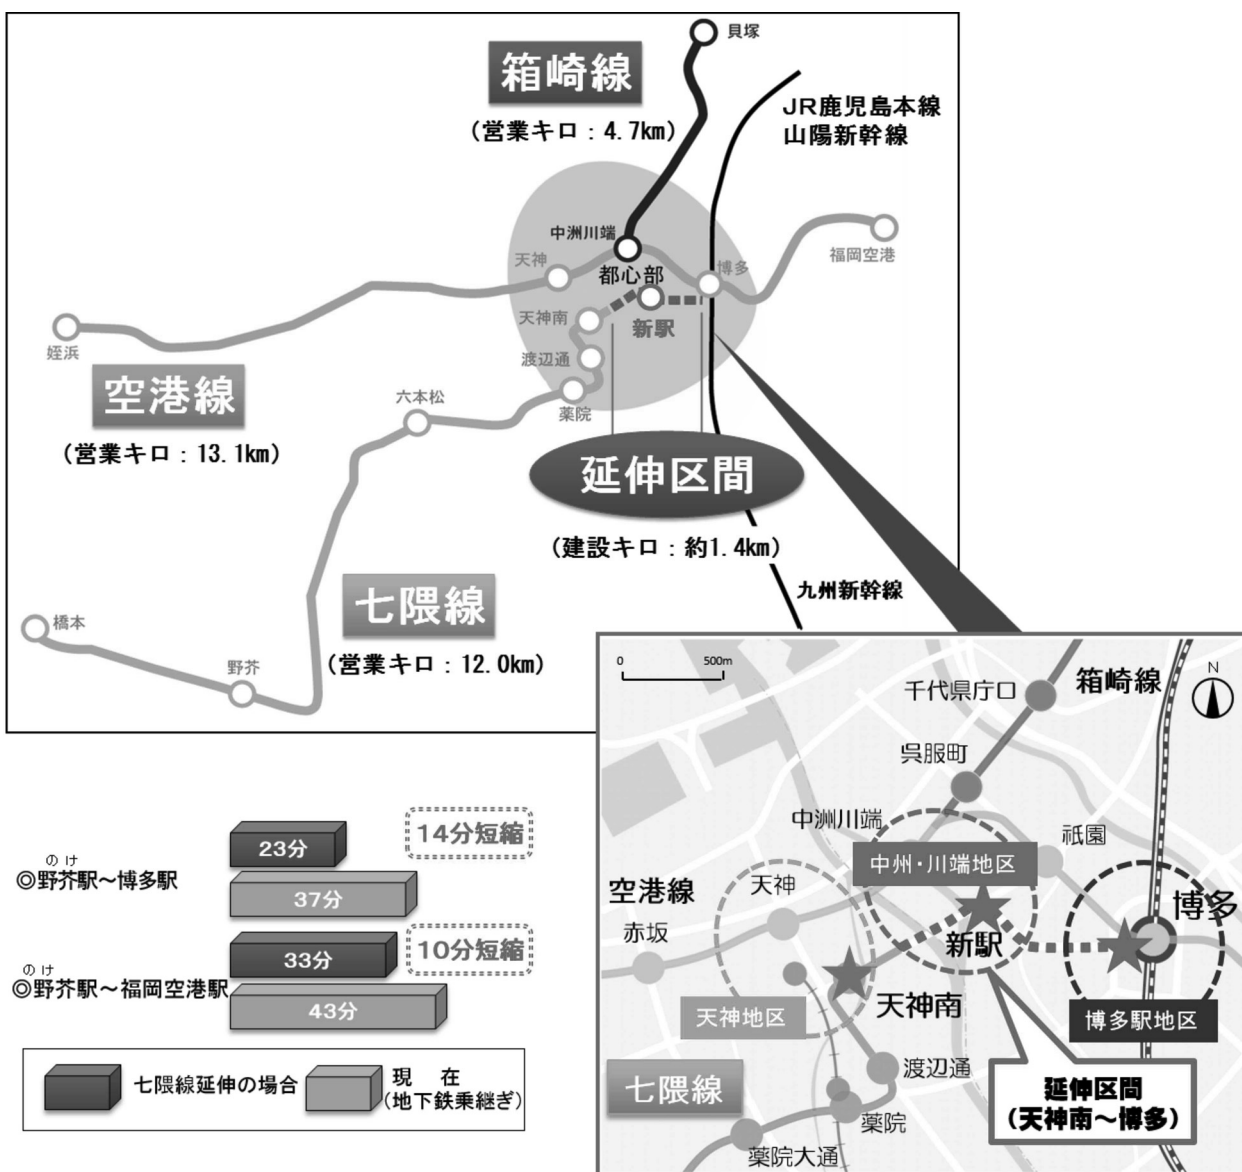 貝塚
箱崎線
(営業キロ：4.7km)
JR鹿児島本線
山陽新幹線
中洲川端
天神
都心部
博多
福岡空港
天神南
新駅
姪浜
渡辺通
空港線
六本松
薬院
(営業キロ：13.1km)
延伸区間
(建設キロ：約1.4km)
七隈線
九州新幹線
橋本
野芥
(営業キロ：12.0km)
0 500m
N
千代県庁口
箱崎線
呉服町
中洲川端
祇園
中州・川端地区
天神
空港線
博多
赤坂
新駅
天神南
天神地区
博多駅地区
渡辺通
七隈線
延伸区間
(天神南～博多)
薬院
薬院大通
23分
14分短縮
のけ
◎野芥駅～博多駅
37分
33分
10分短縮
のけ
◎野芥駅～福岡空港駅
43分
七隈線延伸の場合
現 在
(地下鉄乗継ぎ)